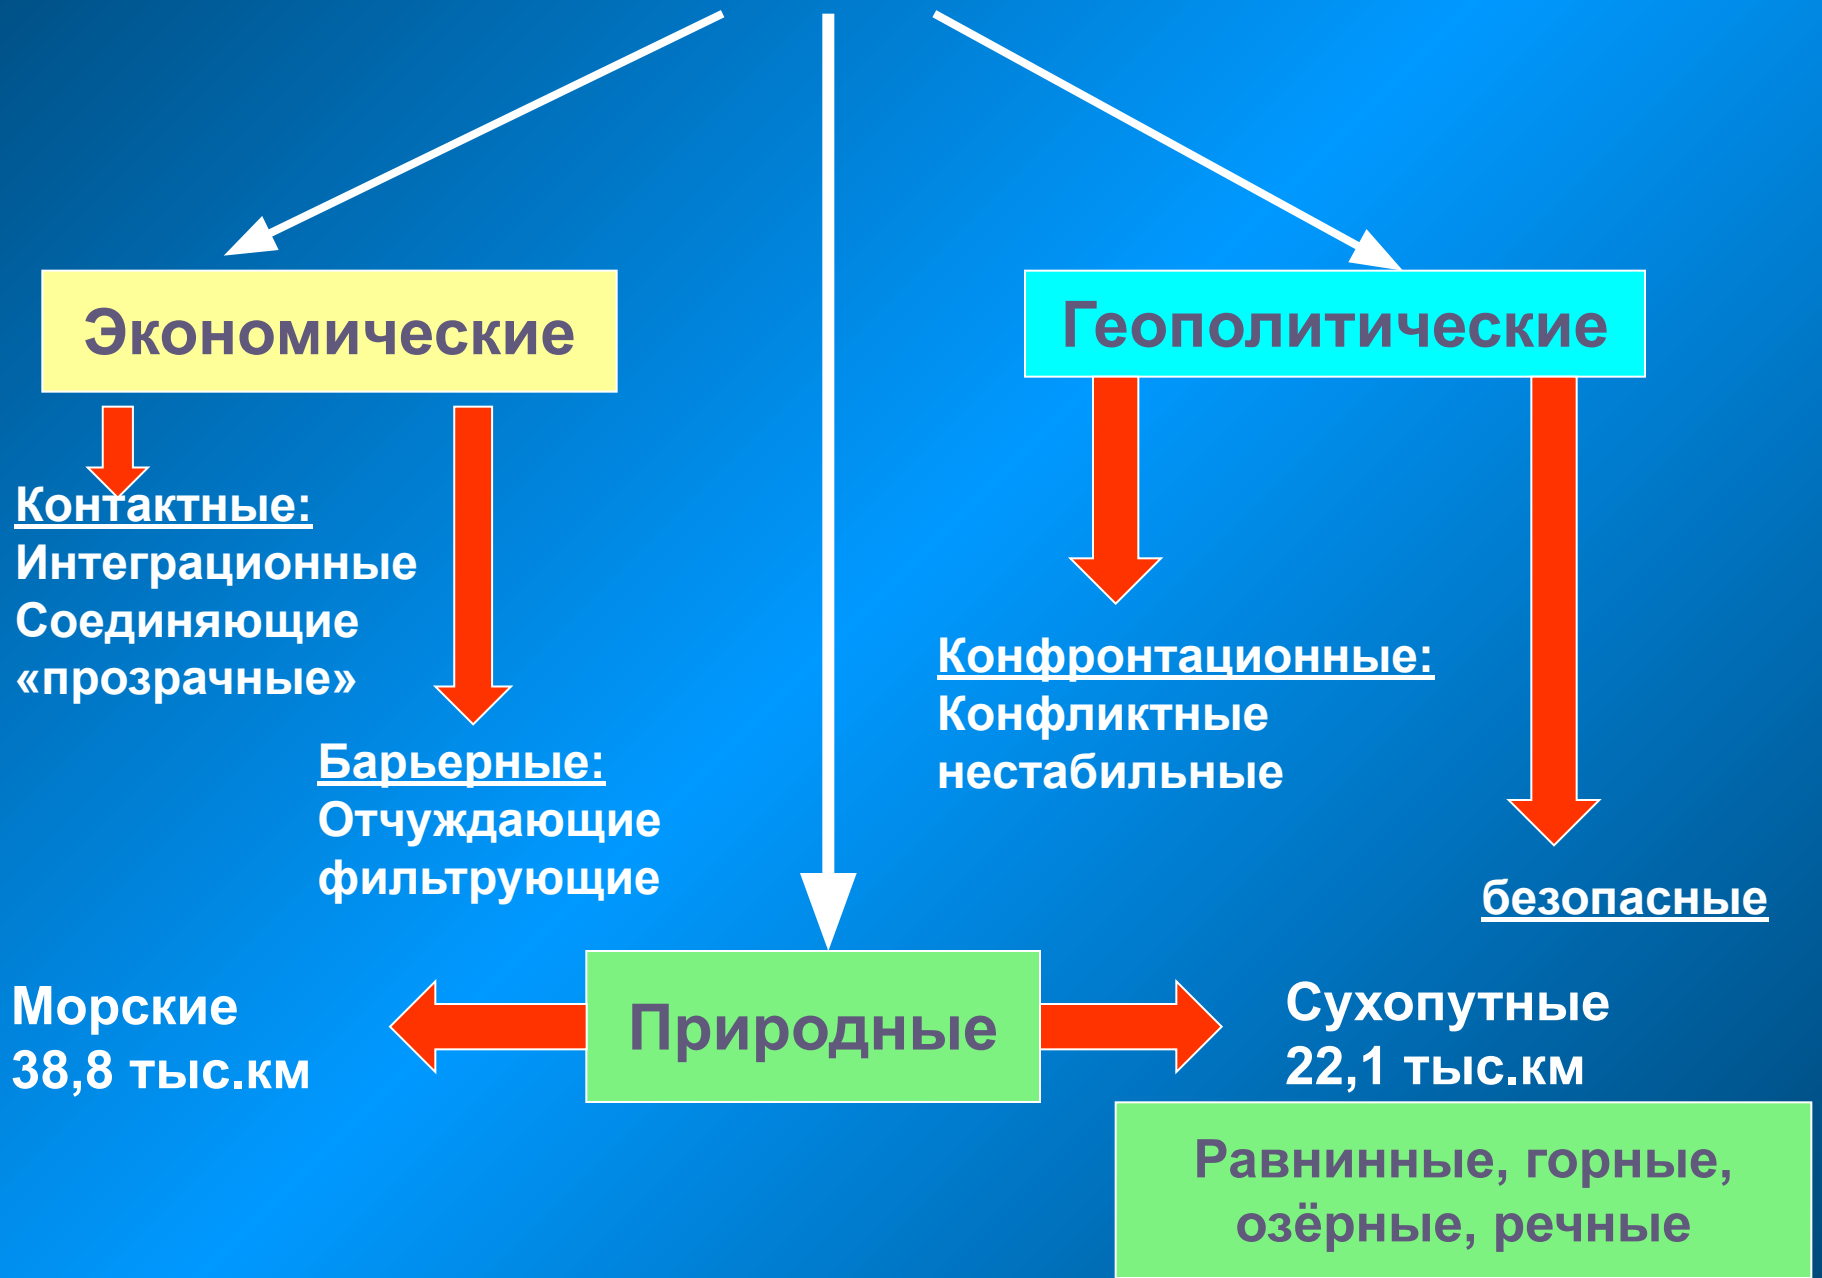 Экономические
Контактные:
Интеграционные
Соединяющие
«прозрачные»
Барьерные:
Отчуждающие
фильтрующие
Геополитические
Конфронтационные:
Конфликтные
нестабильные
безопасные
Природные
Морские
38,8 тыс.км
Сухопутные
22,1 тыс.км
Равнинные, горные,
озёрные, речные